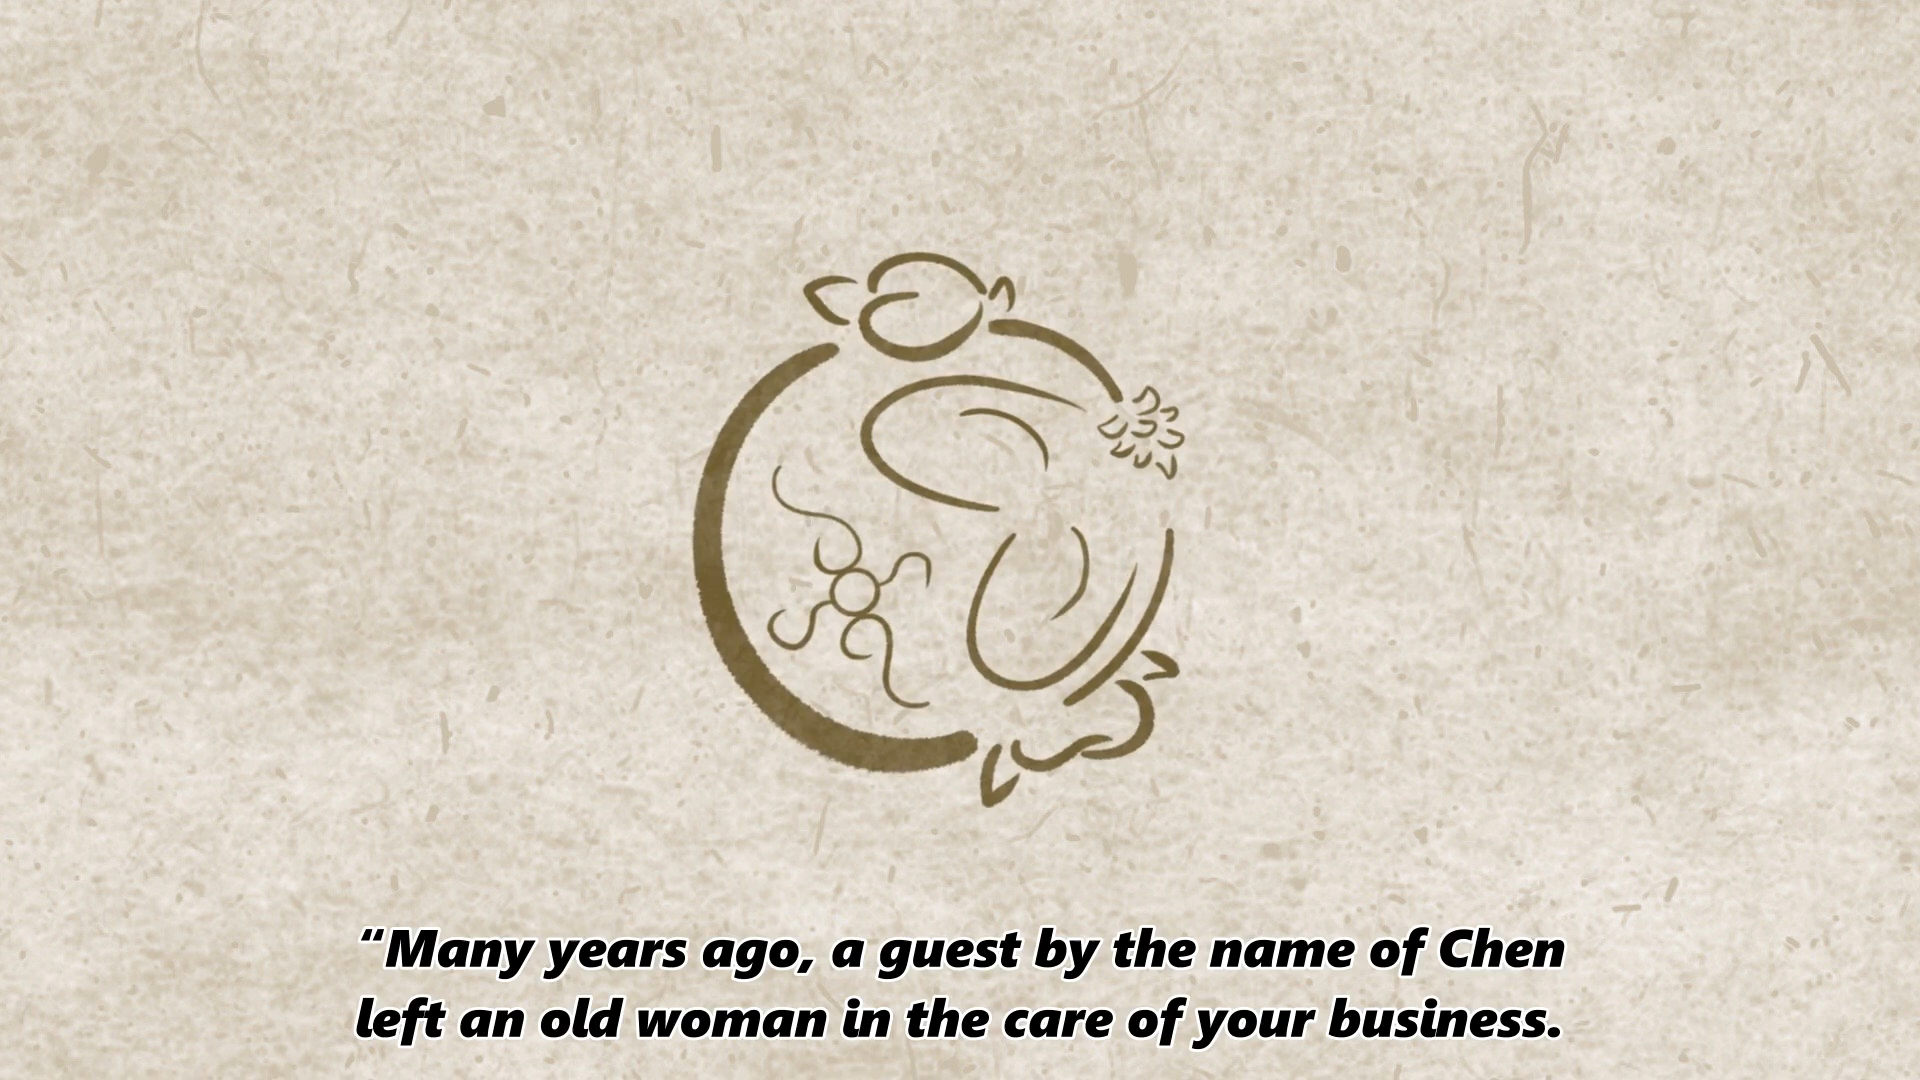 “Many years ago, a guest by the name of Chen
left an old woman in the care of your business.